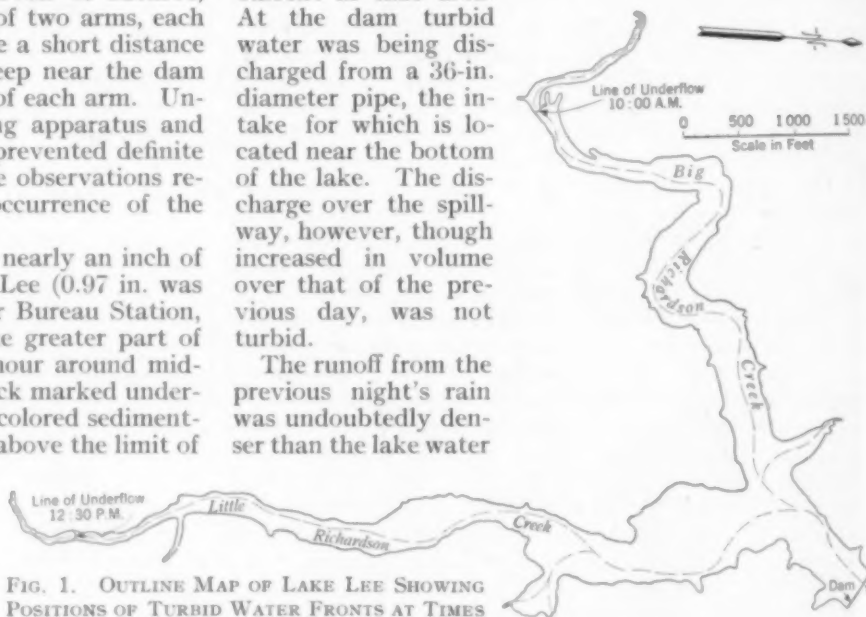 of two arms, each
e a short distance
eep near the dam
of each arm. Un-
ng apparatus and
prevented definite
e observations re-
occurrence of the
nearly an inch of
Lee (0.97 in. was
r Bureau Station,
e greater part of
hour around mid-
ck marked under-
colored sediment-
above the limit of
At the dam turbid
water was being dis-
charged from a 36-in.
diameter pipe, the in-
take for which is lo-
cated near the bottom
of the lake. The dis-
charge over the spill-
way, however, though
increased in volume
over that of the pre-
vious day, was not
turbid.
The runoff from the
previous night's rain
was undoubtedly den-
ser than the lake water
Line of Underflow
10:00 A.M.
0 500 1000 1500
Scale in Feet
Big
Richardson
Creek
Line of Underflow
12:30 P.M.
Little
Richardson
Creek
Dam
FIG. 1. OUTLINE MAP OF LAKE LEE SHOWING
POSITIONS OF TURBID WATER FRONTS AT TIMES